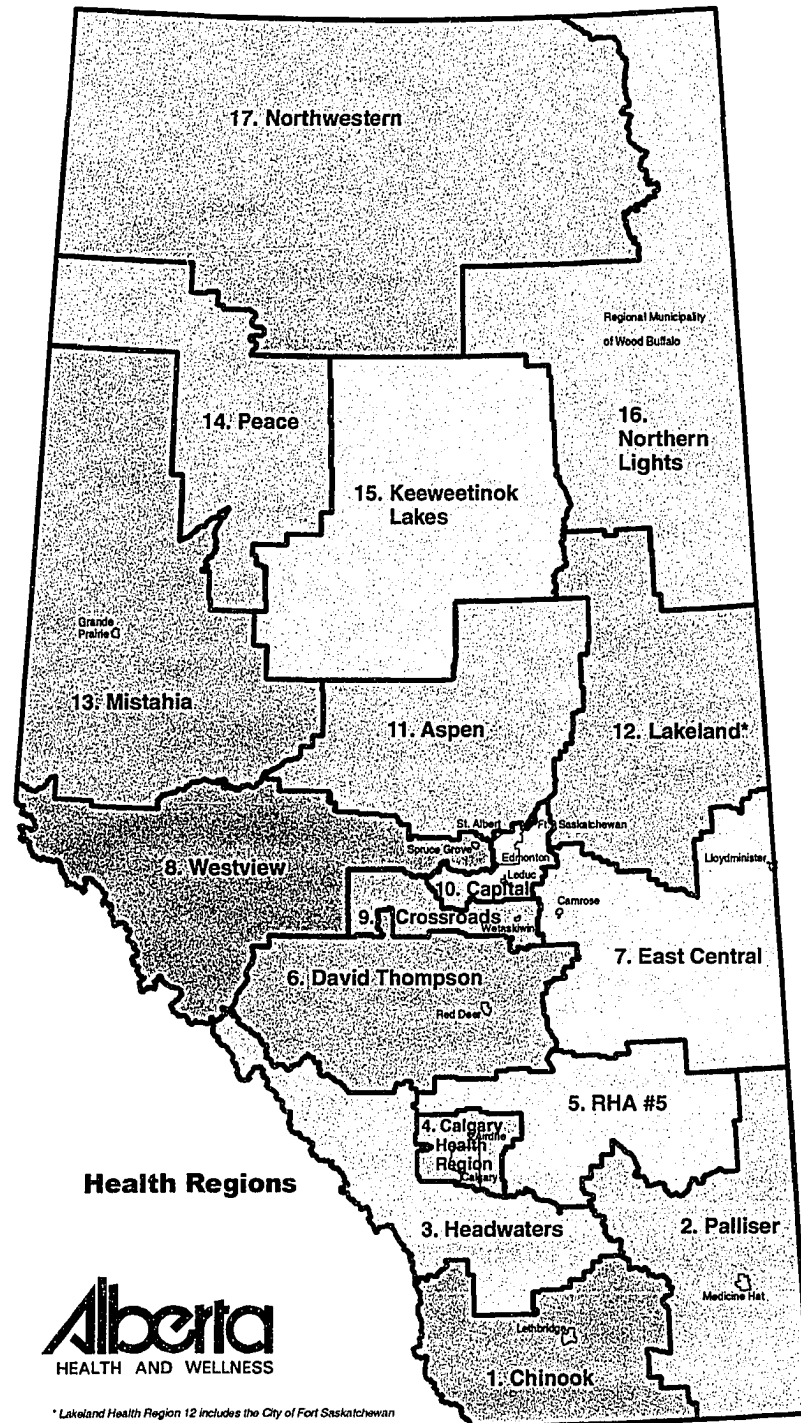 17. Northwestern
Regional Municipality
of Wood Buffalo
14. Peace
16.
Northern
Lights
15. Keeweetinok
Lakes
Grande
Prairie
13. Mistahia
11. Aspen
12. Lakeland*
St. Albert
Ft. Saskatchewan
Spruce Grove
Edmonton
Lloydminister
8. Westview
Leduc
10. Capital
Camrose
9. Crossroads
Wetaskiwin
7. East Central
6. David Thompson
Red Deer
5. RHA #5
4. Calgary
Airdrie
Health
Region
Calgary
Health Regions
3. Headwaters
2. Palliser
Medicine Hat
Alberta
HEALTH AND WELLNESS
Lethbridge
1. Chinook
* Lakeland Health Region 12 includes the City of Fort Saskatchewan